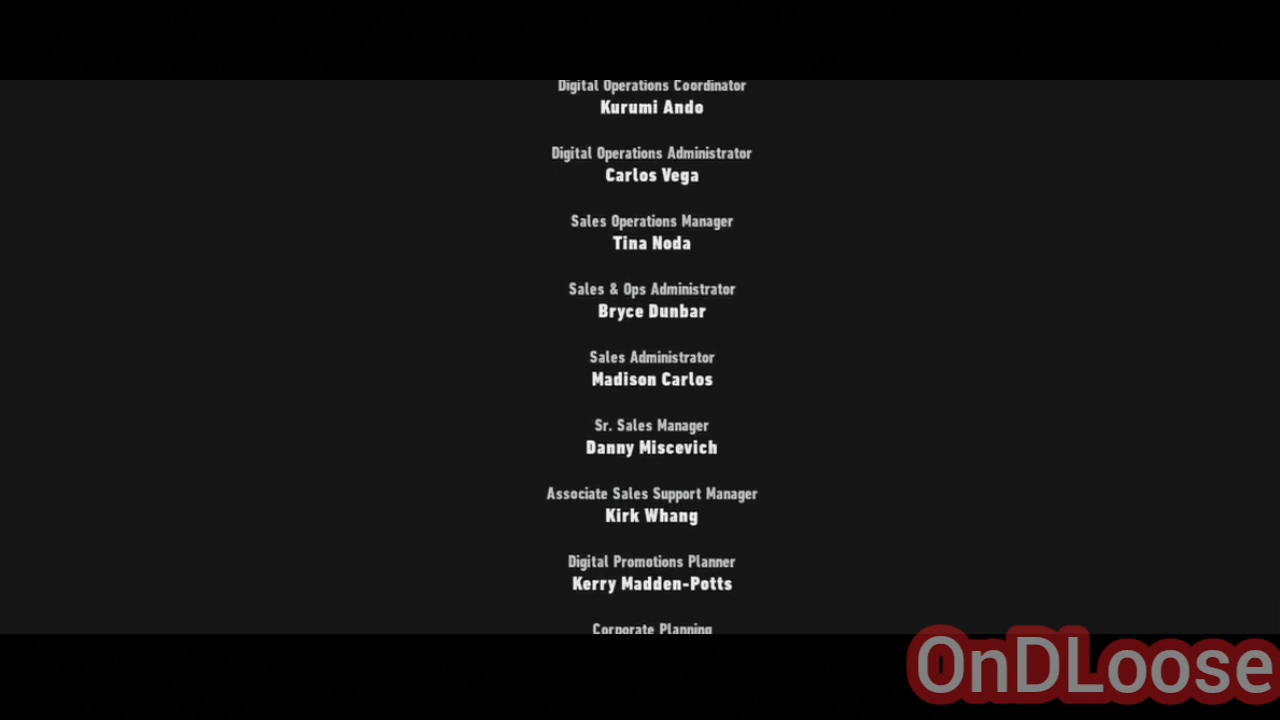 Digital Operations Coordinator
Kurumi Ando
Digital Operations Administrator
Carlos Vega
Sales Operations Manager
Tina Noda
Sales & Ops Administrator
Bryce Dunbar
Sales Administrator
Madison Carlos
Sr. Sales Manager
Danny Miscevich
Associate Sales Support Manager
Kirk Whang
Digital Promotions Planner
Kerry Madden-Potts
Corporate Planning
OnDLoose